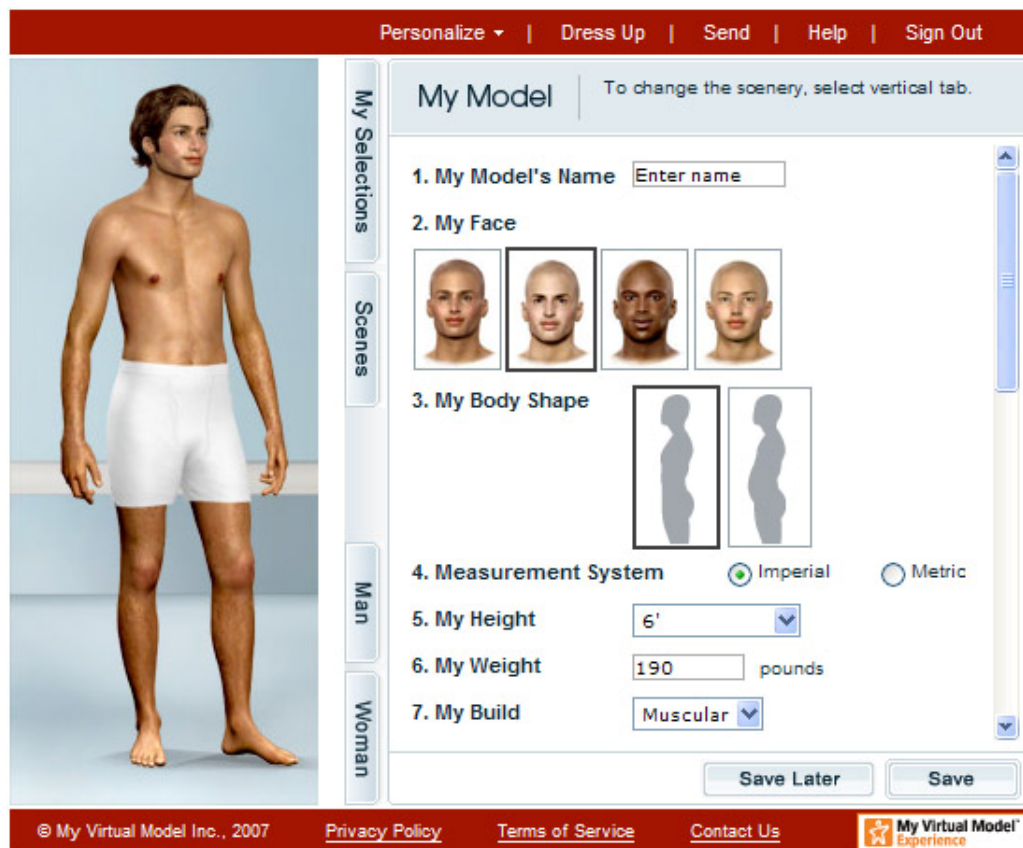 Personalize | Dress Up | Send | Help | Sign Out
My Selections
Scenes
Man
Woman
My Model
To change the scenery, select vertical tab.
1. My Model's Name Enter name
2. My Face
3. My Body Shape
4. Measurement System Imperial Metric
5. My Height 6'
6. My Weight 190 pounds
7. My Build Muscular
Save Later Save
© My Virtual Model Inc., 2007 Privacy Policy Terms of Service Contact Us
My Virtual Model™
Experience